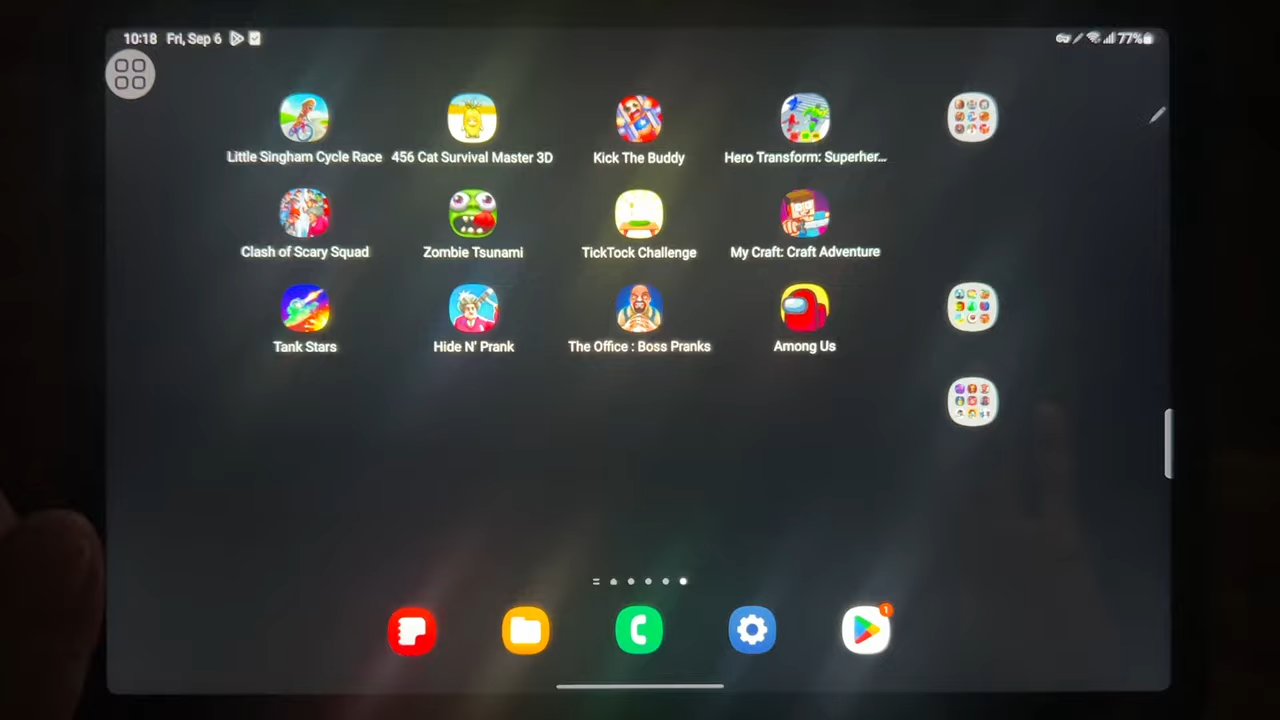 10:18 Fri, Sep 6
77%
Little Singham Cycle Race
456 Cat Survival Master 3D
Kick The Buddy
Hero Transform: Superher...
Clash of Scary Squad
Zombie Tsunami
TickTock Challenge
My Craft: Craft Adventure
Tank Stars
Hide N' Prank
The Office : Boss Pranks
Among Us
1